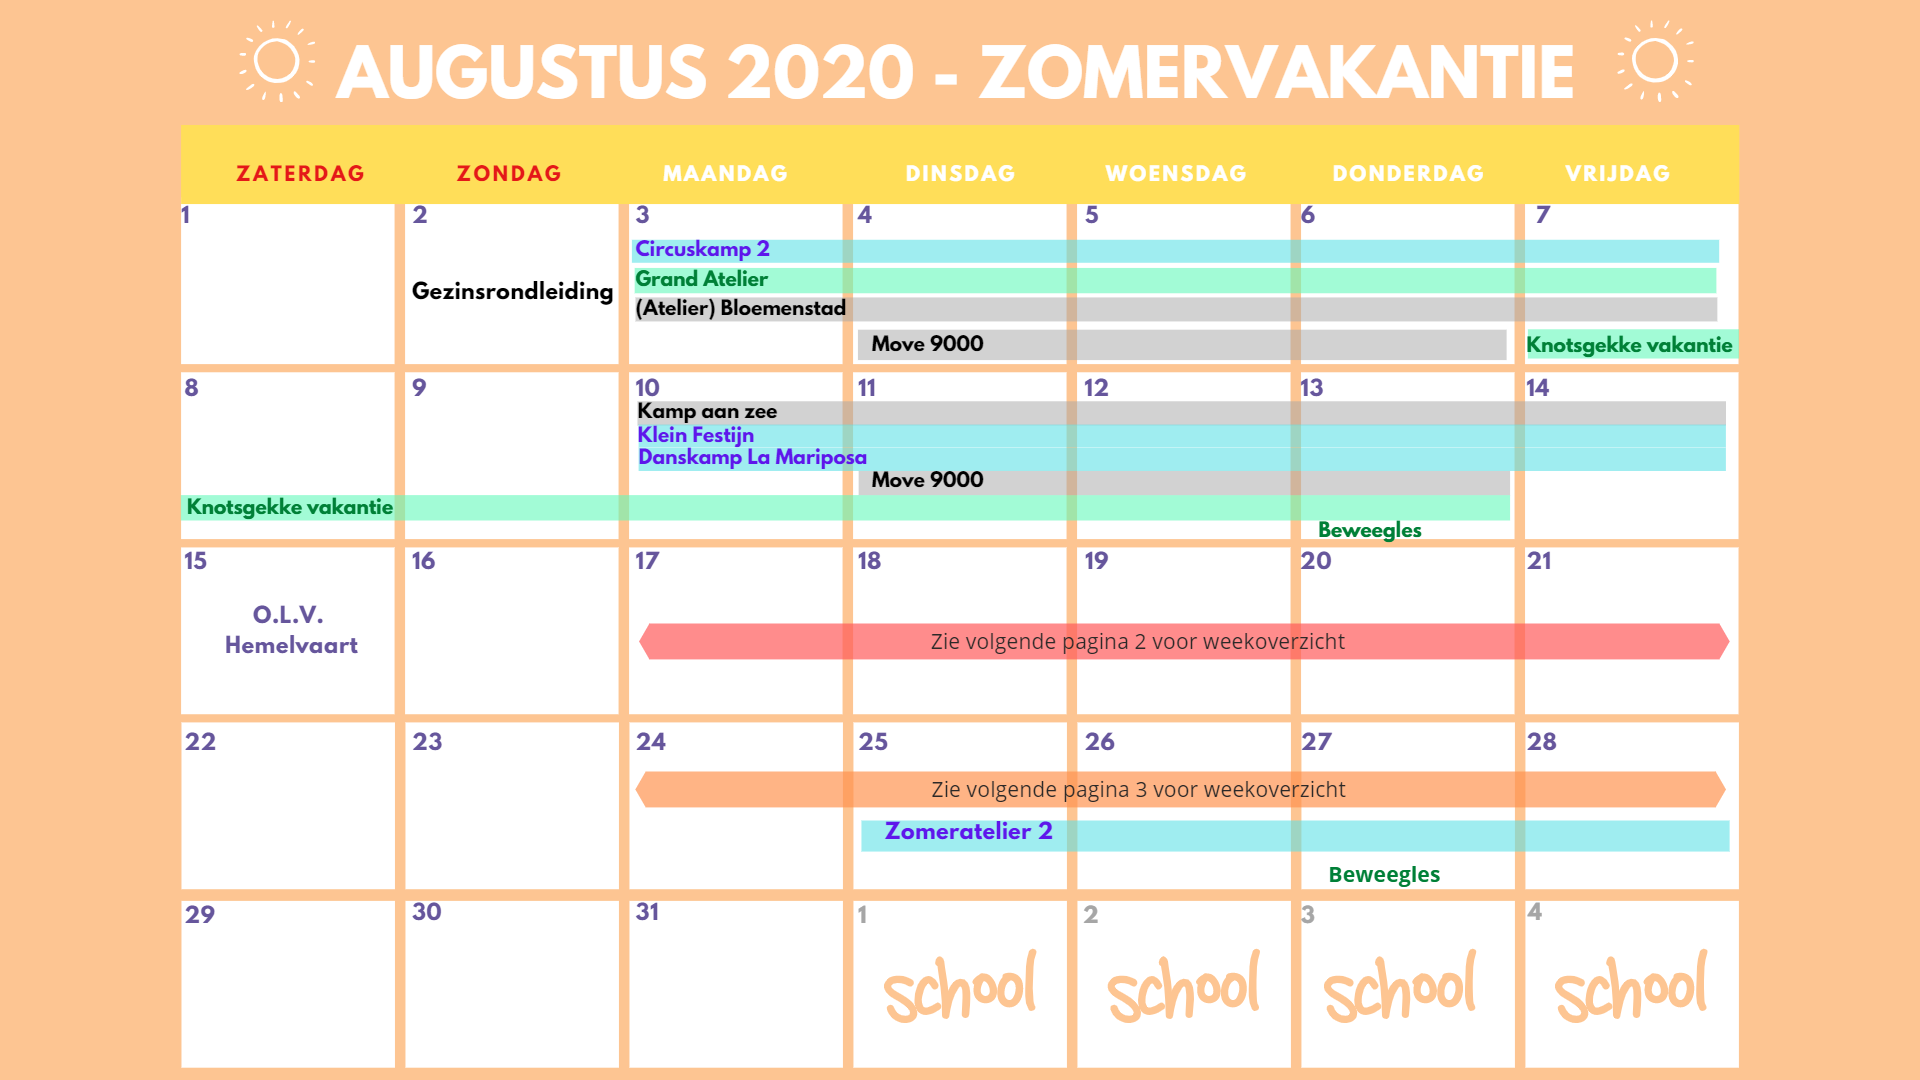 AUGUSTUS 2020 - ZOMERVAKANTIE
ZATERDAG ZONDAG MAANDAG DINSDAG WOENSDAG DONDERDAG VRIJDAG
1 2 3 4 5 6 7
Circuskamp 2
Grand Atelier
Gezinsrondleiding
(Atelier) Bloemenstad
Move 9000
Knotsgekke vakantie
8 9 10 11 12 13 14
Kamp aan zee
Klein Festijn
Danskamp La Mariposa
Move 9000
Knotsgekke vakantie
Beweegles
15 16 17 18 19 20 21
O.L.V.
Hemelvaart
Zie volgende pagina 2 voor weekoverzicht
22 23 24 25 26 27 28
Zie volgende pagina 3 voor weekoverzicht
Zomeratelier 2
Beweegles
29 30 31 1 2 3 4
school school school school